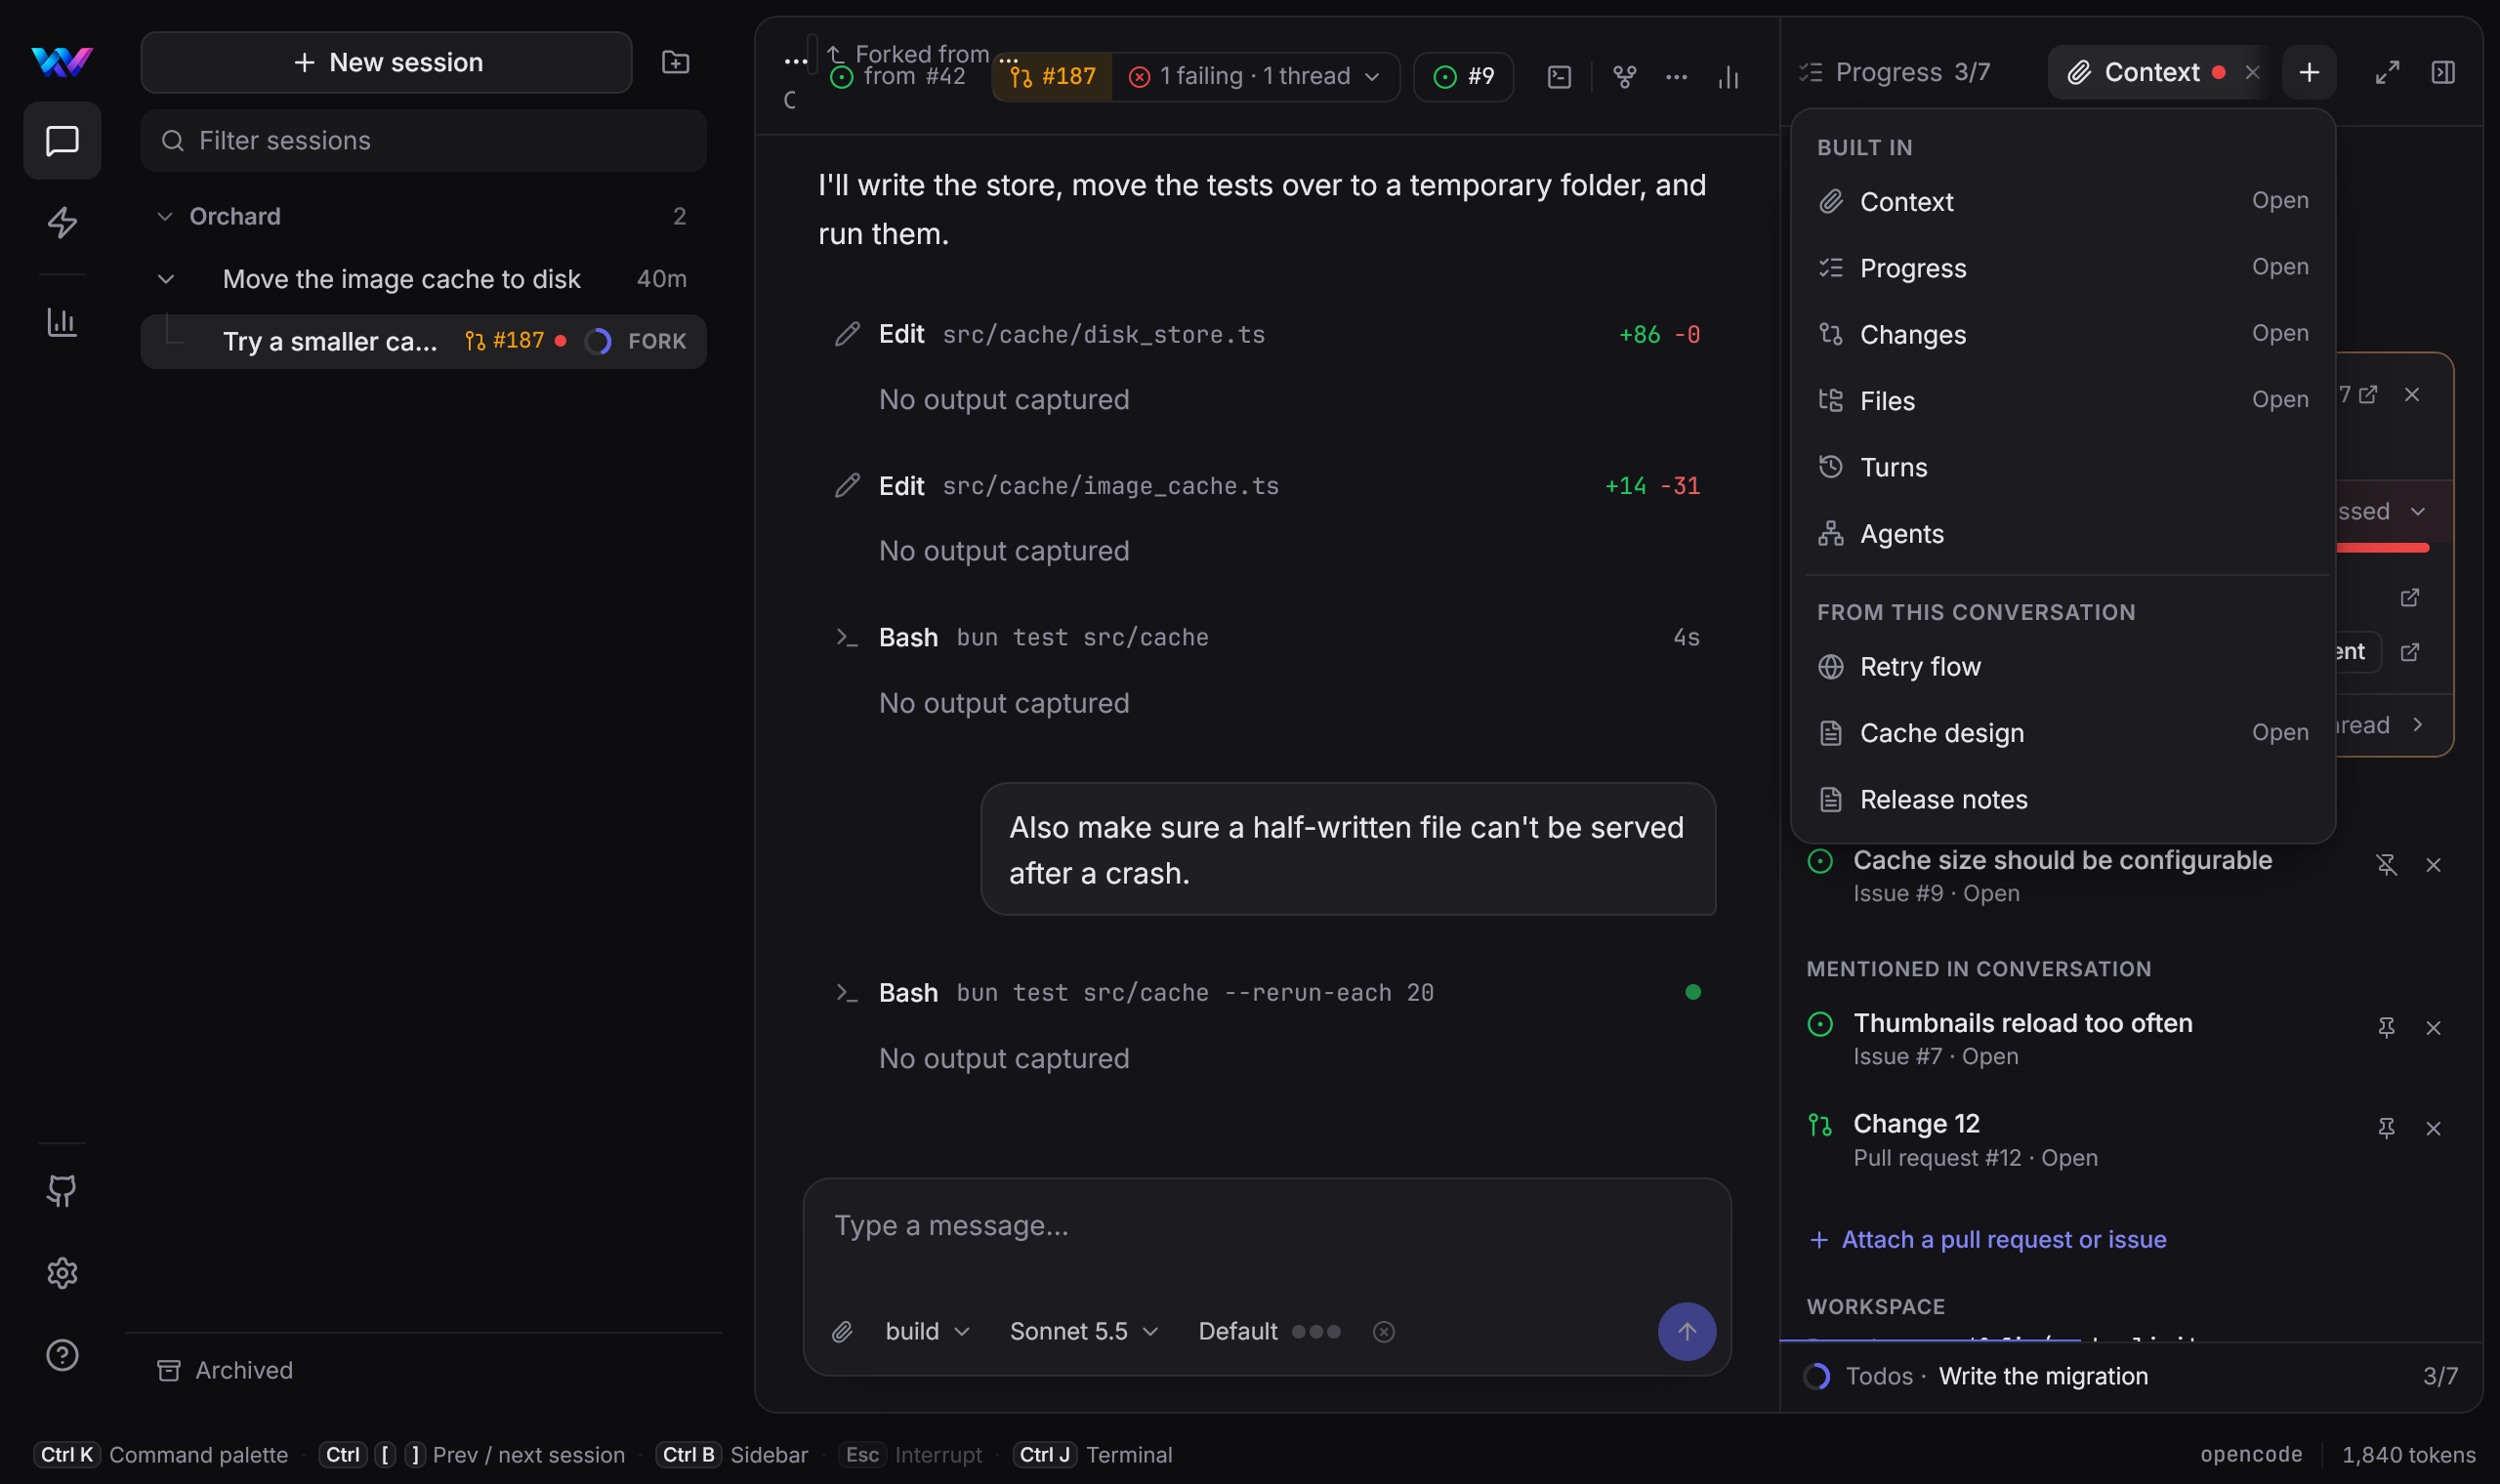 New session
Filter sessions
Orchard 2
Move the image cache to disk 40m
Try a smaller ca... #187 FORK
Archived
Forked from ...
from #42
#187 1 failing · 1 thread
#9
I'll write the store, move the tests over to a temporary folder, and
run them.
Edit src/cache/disk_store.ts +86 -0
No output captured
Edit src/cache/image_cache.ts +14 -31
No output captured
Bash bun test src/cache 4s
No output captured
Also make sure a half-written file can't be served
after a crash.
Bash bun test src/cache --rerun-each 20
No output captured
Type a message...
build Sonnet 5.5 Default
Progress 3/7
Context
BUILT IN
Context Open
Progress Open
Changes Open
Files Open
Turns
Agents
FROM THIS CONVERSATION
Retry flow
Cache design Open
Release notes
Cache size should be configurable
Issue #9 · Open
MENTIONED IN CONVERSATION
Thumbnails reload too often
Issue #7 · Open
Change 12
Pull request #12 · Open
Attach a pull request or issue
WORKSPACE
Todos · Write the migration 3/7
Ctrl K Command palette · Ctrl [ ] Prev / next session · Ctrl B Sidebar · Esc Interrupt · Ctrl J Terminal
opencode 1,840 tokens